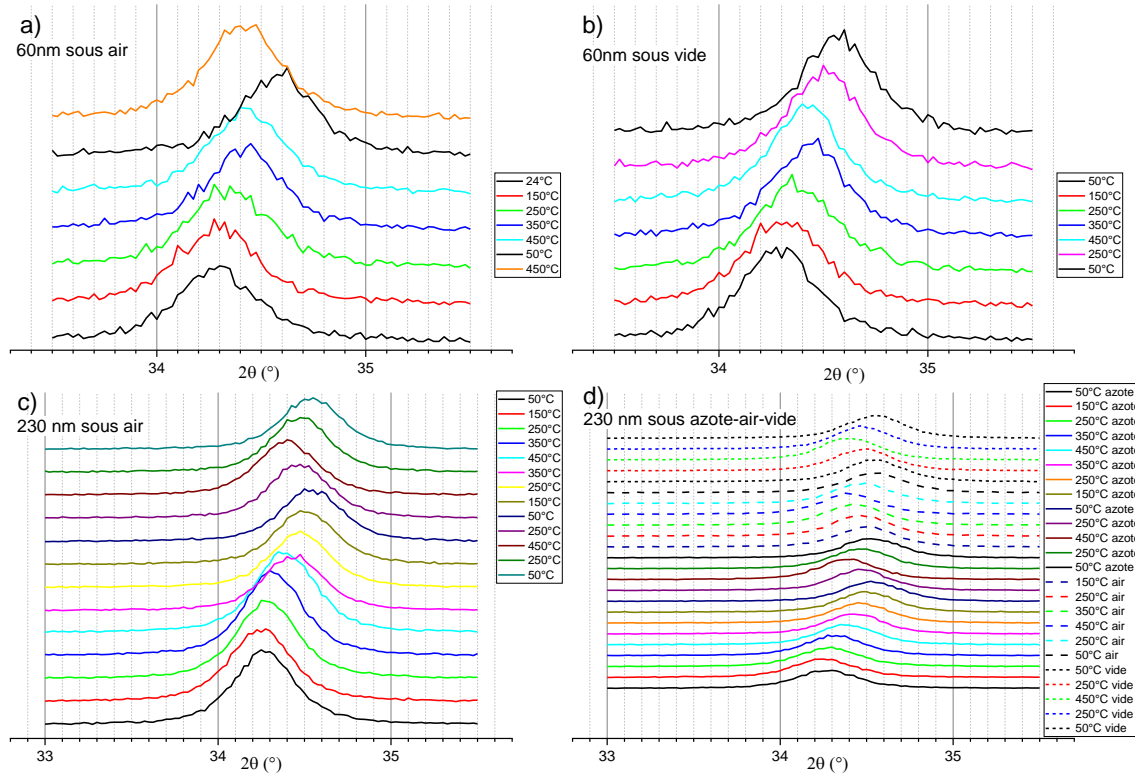 a)
60nm sous air
24°C
150°C
250°C
350°C
450°C
50°C
450°C
34
35
2θ (°)
b)
60nm sous vide
50°C
150°C
250°C
350°C
450°C
250°C
50°C
34
35
2θ (°)
c)
230 nm sous air
50°C
150°C
250°C
350°C
450°C
350°C
250°C
150°C
50°C
250°C
450°C
250°C
50°C
33
34
35
2θ (°)
d)
230 nm sous azote-air-vide
50°C azote
150°C azote
250°C azote
350°C azote
450°C azote
350°C azote
250°C azote
150°C azote
50°C azote
250°C azote
450°C azote
250°C azote
50°C azote
150°C air
250°C air
350°C air
450°C air
250°C air
50°C air
50°C vide
250°C vide
450°C vide
250°C vide
50°C vide
33
34
35
2θ (°)